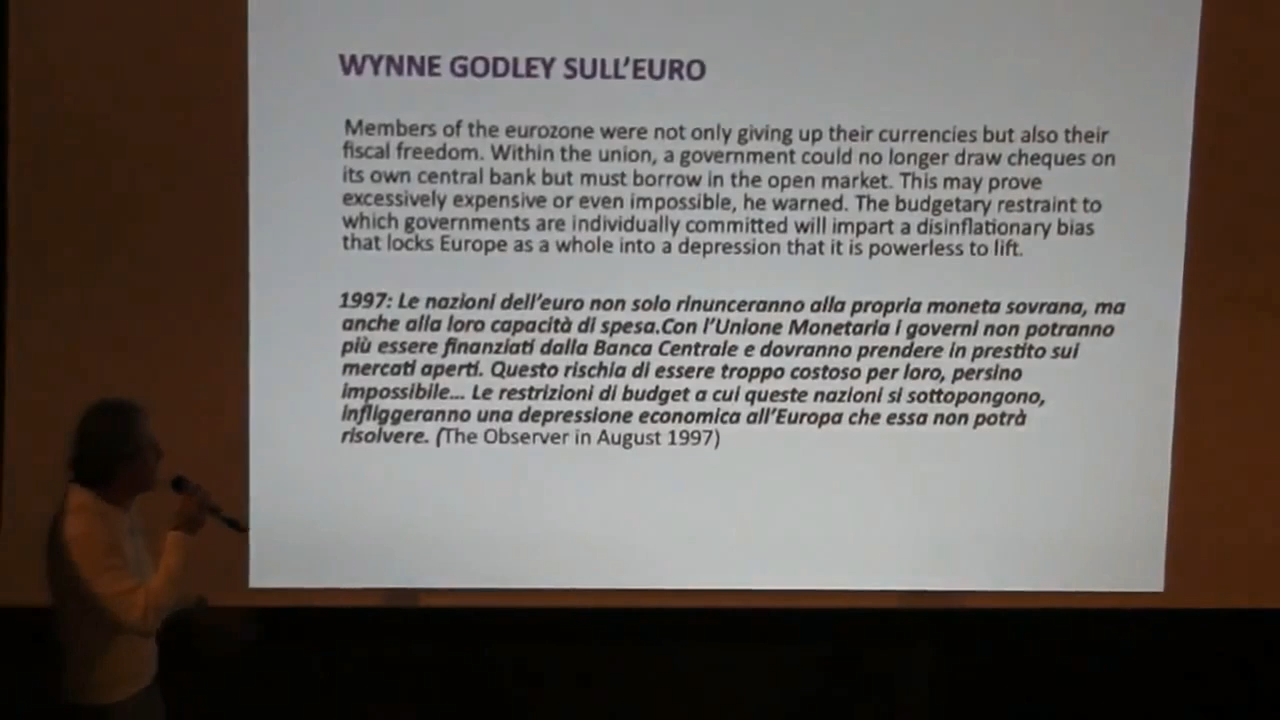 WYNNE GODLEY SULL'EURO
Members of the eurozone were not only giving up their currencies but also their
fiscal freedom. Within the union, a government could no longer draw cheques on
its own central bank but must borrow in the open market. This may prove
excessively expensive or even impossible, he warned. The budgetary restraint to
which governments are individually committed will impart a disinflationary bias
that locks Europe as a whole into a depression that it is powerless to lift.
1997: Le nazioni dell'euro non solo rinunceranno alla propria moneta sovrana, ma
anche alla loro capacità di spesa.Con l'Unione Monetaria i governi non potranno
più essere finanziati dalla Banca Centrale e dovranno prendere in prestito sui
mercati aperti. Questo rischia di essere troppo costoso per loro, persino
impossibile... Le restrizioni di budget a cui queste nazioni si sottopongono,
infliggeranno una depressione economica all'Europa che essa non potrà
risolvere. (The Observer in August 1997)